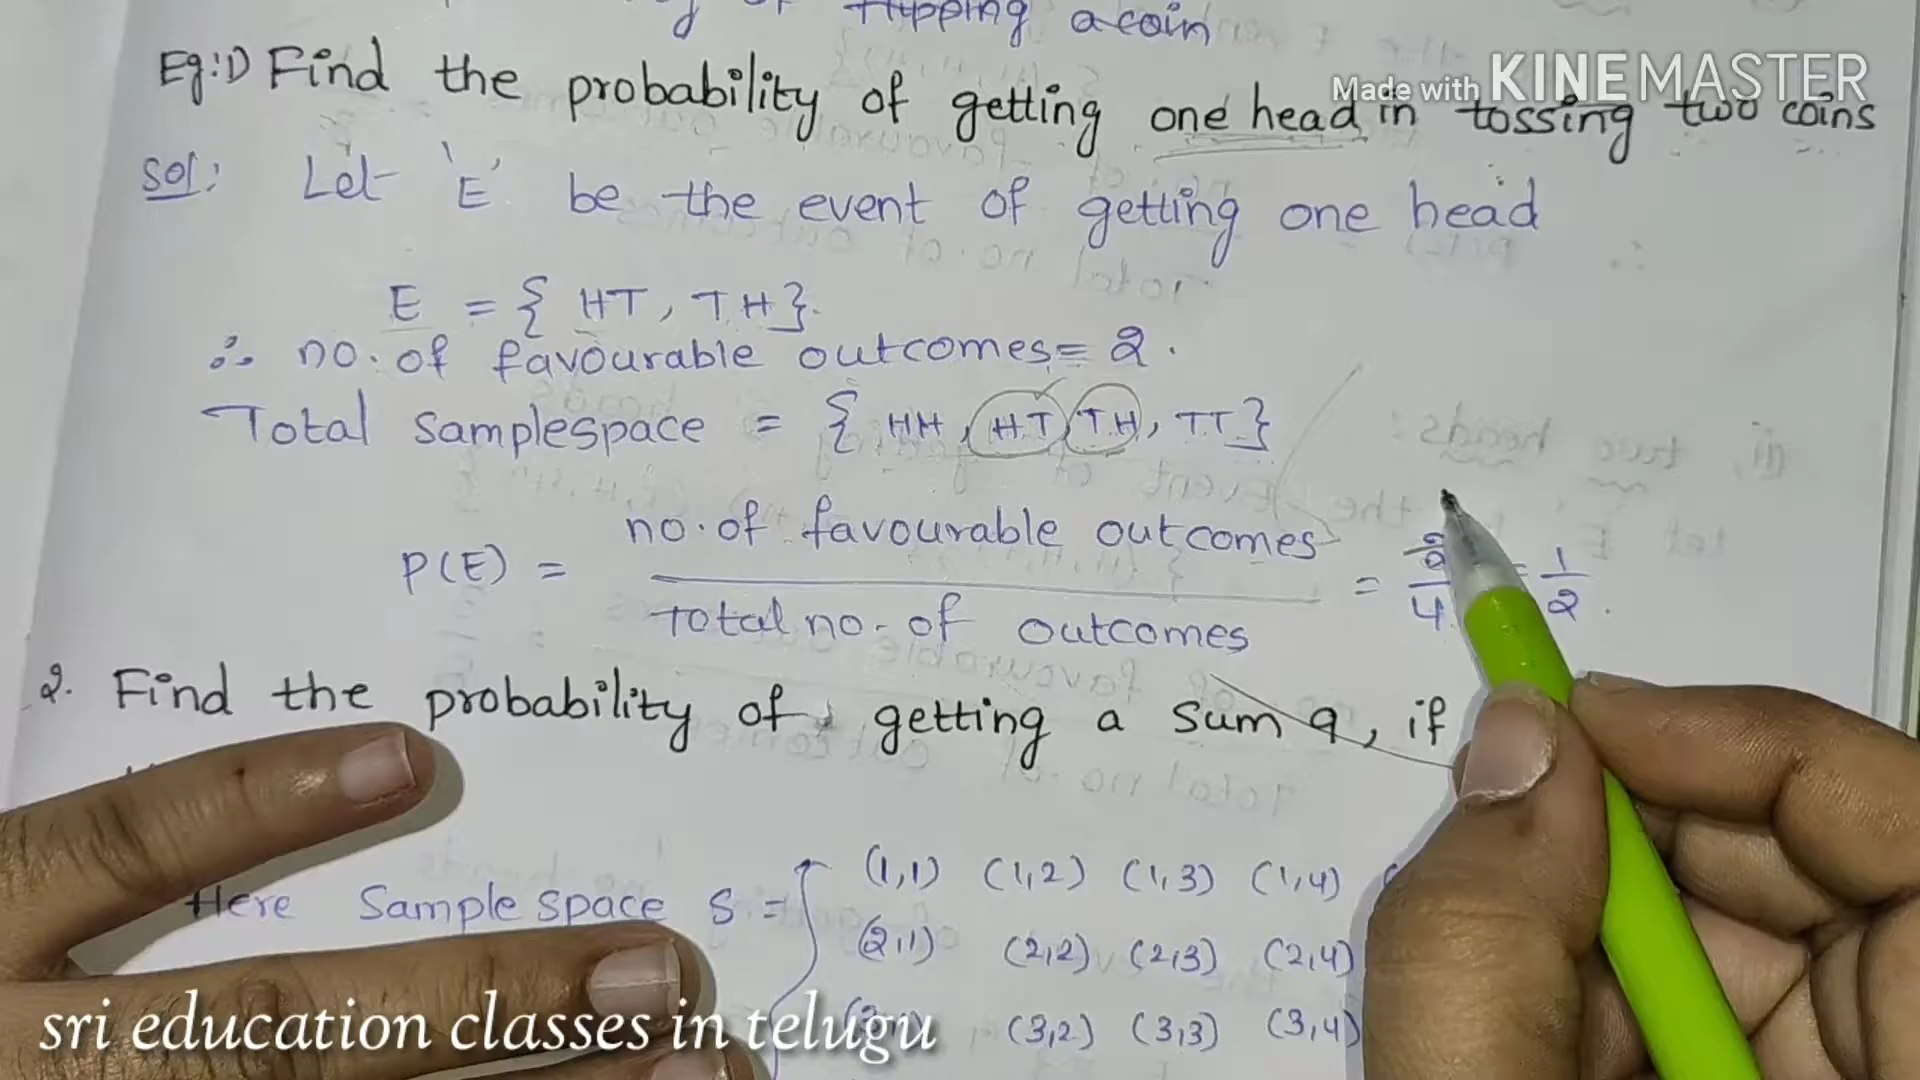 flipping a coin
Made with KINEMASTER
Eg:1) Find the probability of getting one head in tossing two coins
Sol: Let 'E' be the event of getting one head
E = { HT, TH}.
∴ no. of favourable outcomes = 2.
Total samplespace = { HH, HT, TH, TT}
P(E) = no. of favourable outcomes / Total no. of outcomes = 2/4 = 1/2.
2. Find the probability of getting a sum 9, if
Here Sample space S = { (1,1) (1,2) (1,3) (1,4)
(2,1) (2,2) (2,3) (2,4)
(3,2) (3,3) (3,4)
sri education classes in telugu